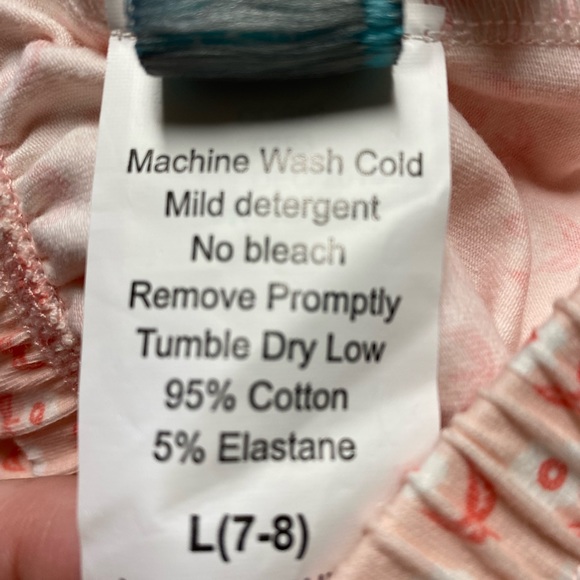 Machine Wash Cold
Mild detergent
No bleach
Remove Promptly
Tumble Dry Low
95% Cotton
5% Elastane
L(7-8)